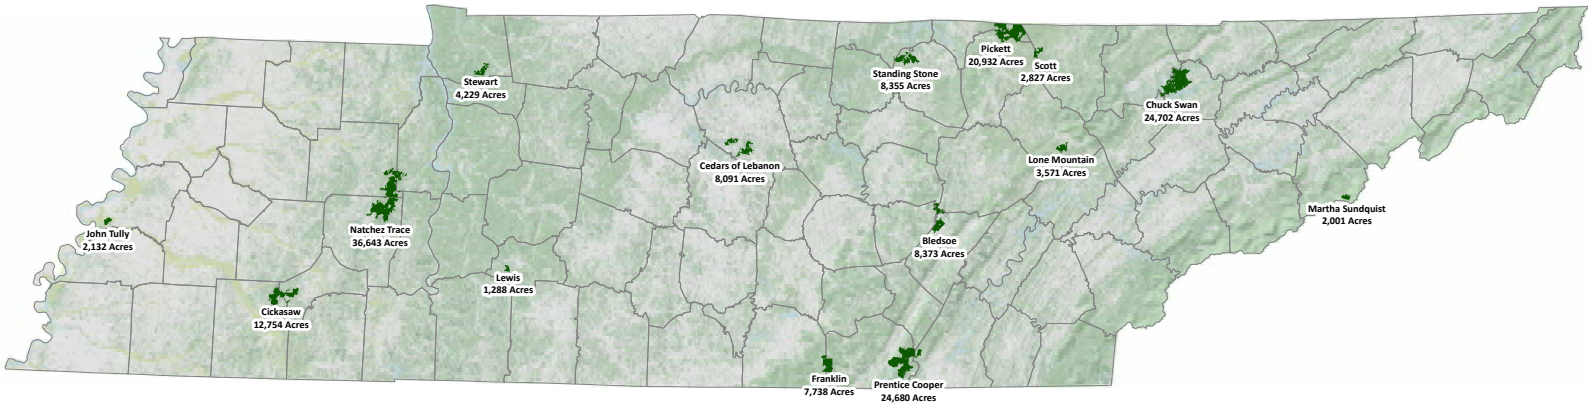 Pickett
20,932 Acres
Scott
2,827 Acres
Standing Stone
8,355 Acres
Stewart
4,229 Acres
Chuck Swan
24,702 Acres
Cedars of Lebanon
8,091 Acres
Lone Mountain
3,571 Acres
Martha Sundquist
2,001 Acres
John Tully
2,132 Acres
Natchez Trace
36,643 Acres
Bledsoe
8,373 Acres
Lewis
1,288 Acres
Cickasaw
12,754 Acres
Franklin
7,738 Acres
Prentice Cooper
24,680 Acres